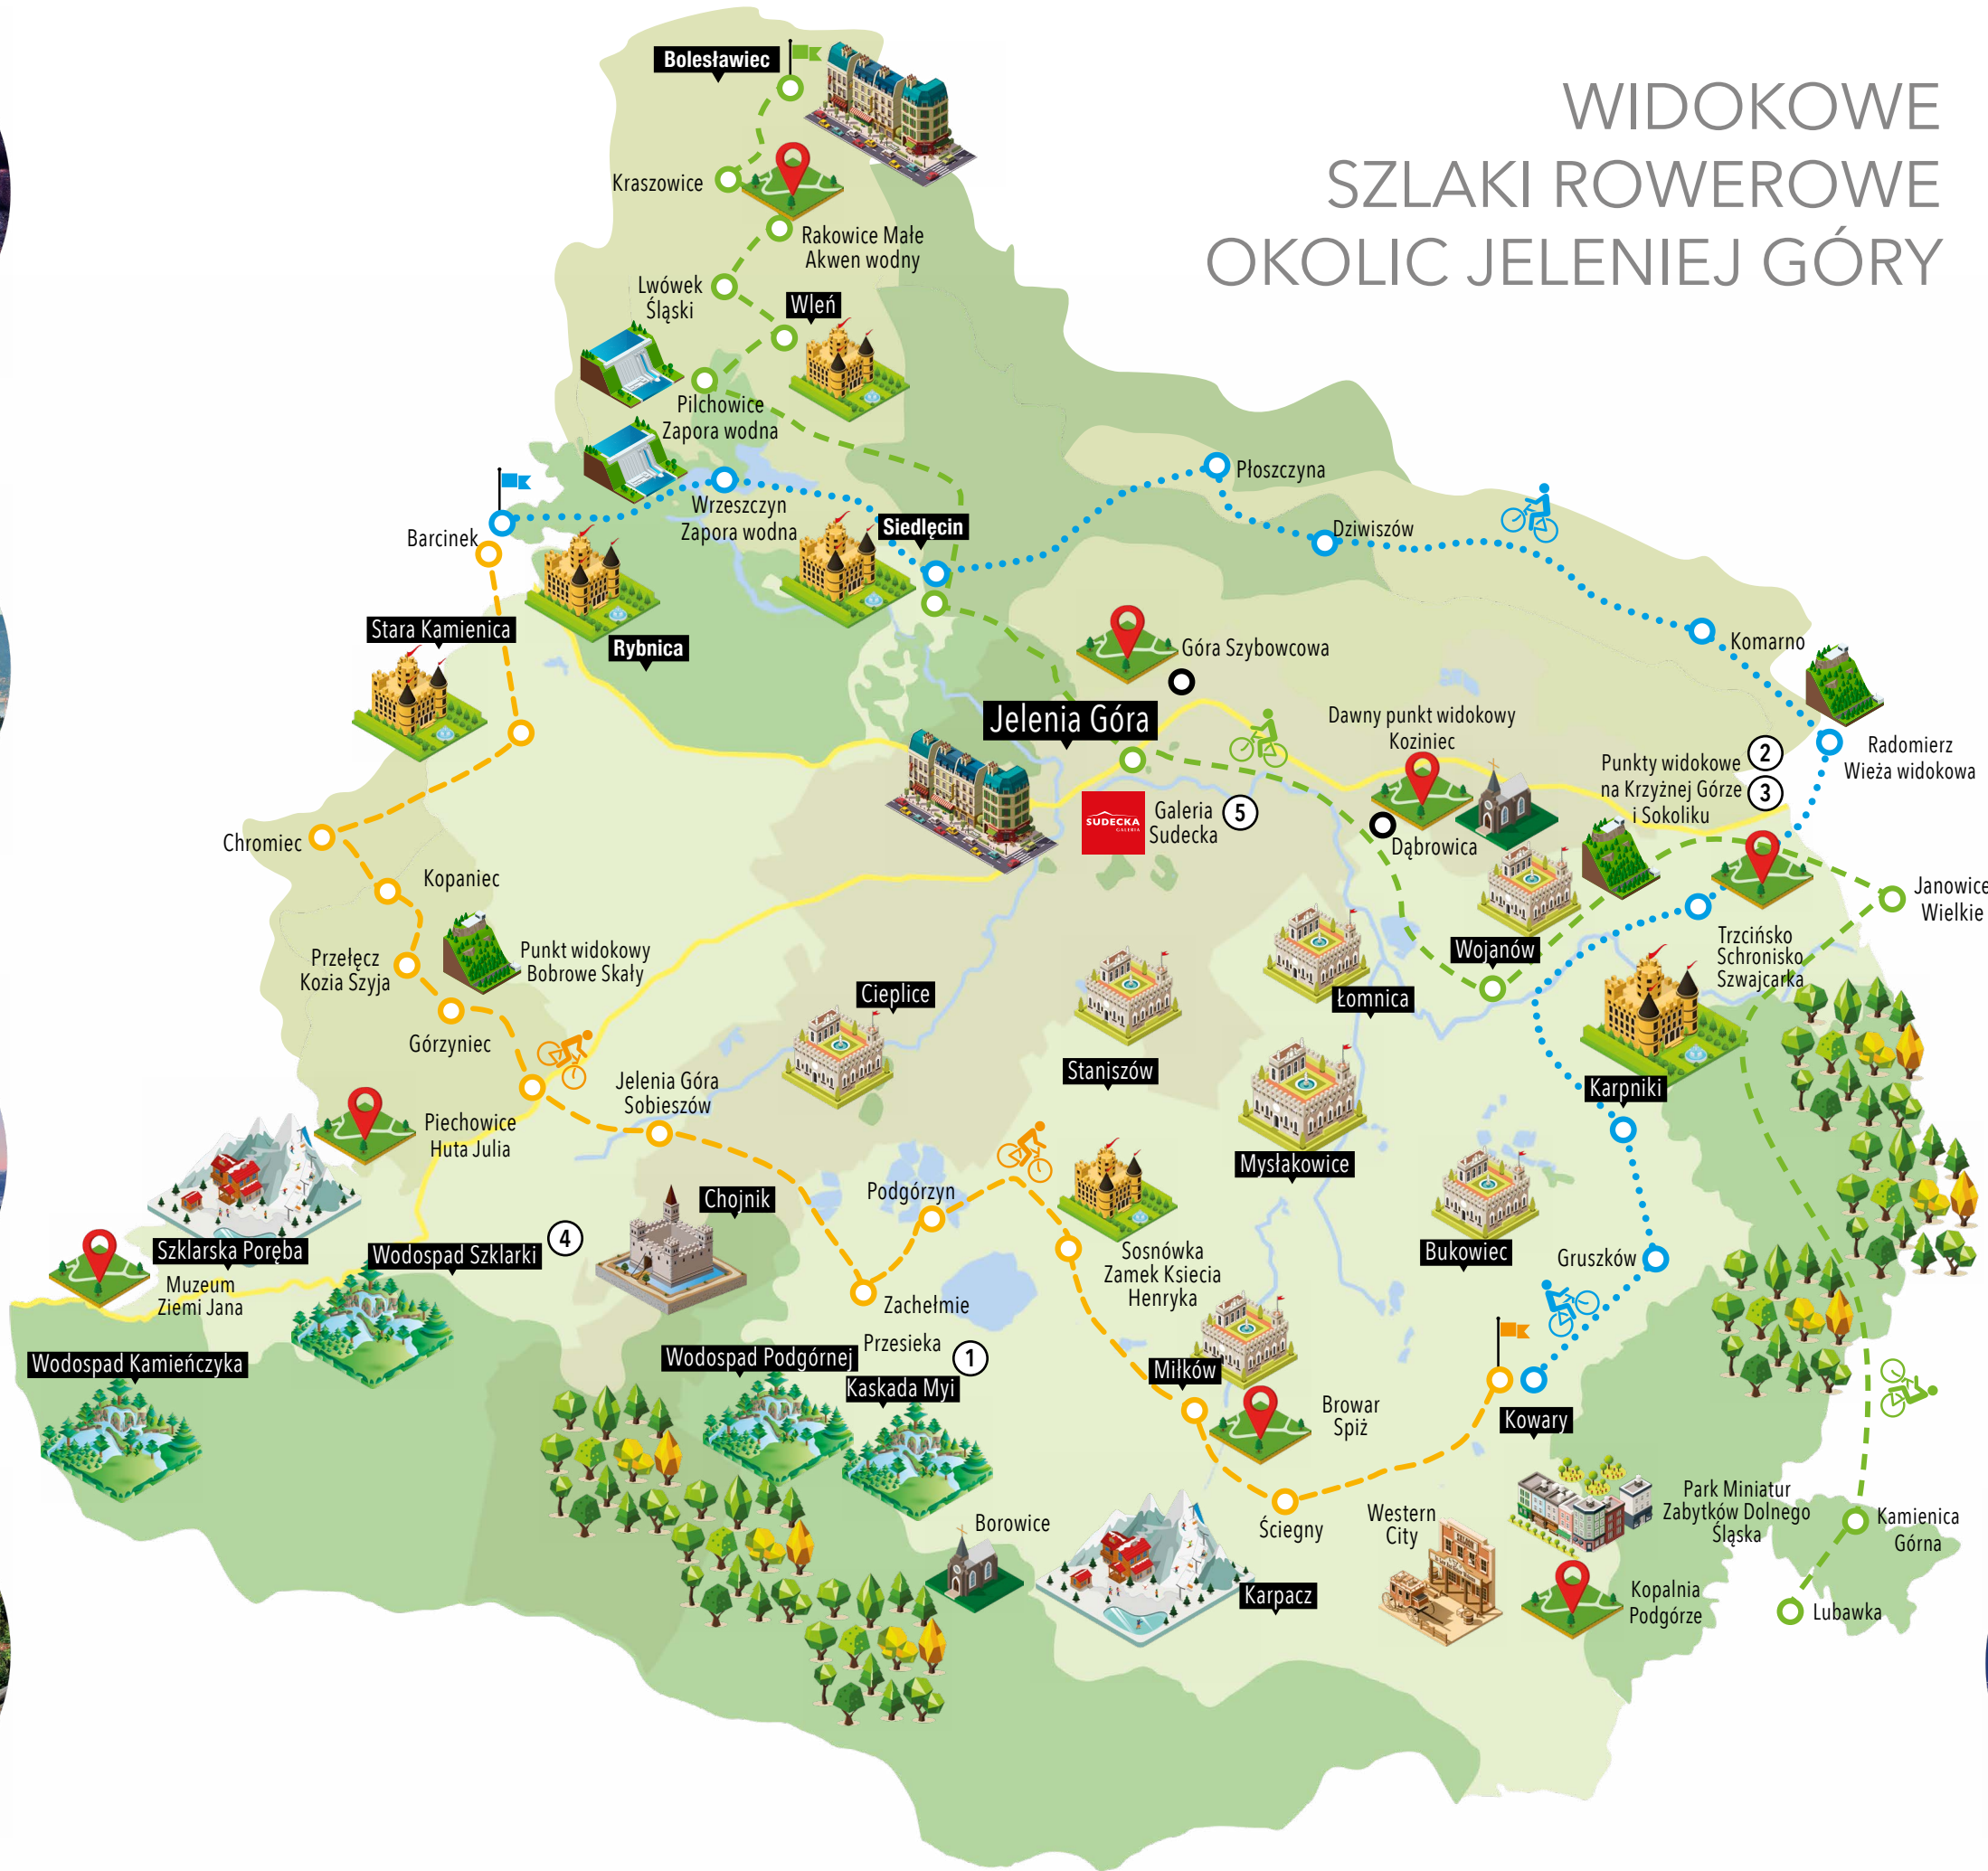 WIDOKOWE
SZLAKI ROWEROWE
OKOLIC JELENIEJ GÓRY
Bolesławiec
Kraszowice
Rakowice Małe
Akwen wodny
Lwówek
Śląski
Wleń
Pilchowice
Zapora wodna
Wrzeszczyn
Zapora wodna
Siedlęcin
Płoszczyna
Dziwiszów
Barcinek
Stara Kamienica
Rybnica
Góra Szybowcowa
Komarno
Jelenia Góra
Dawny punkt widokowy
Koziniec
Punkty widokowe
na Krzyżnej Górze
i Sokoliku
2
3
Radomierz
Wieża widokowa
SUDECKA
GALERIA
Galeria
Sudecka
5
Dąbrowica
Chromiec
Kopaniec
Janowice
Wielkie
Przełęcz
Kozia Szyja
Punkt widokowy
Bobrowe Skały
Wojanów
Trzcińsko
Schronisko
Szwajcarka
Cieplice
Łomnica
Górzyniec
Staniszów
Karpniki
Jelenia Góra
Sobieszów
Piechowice
Huta Julia
Mysłakowice
Chojnik
Podgórzyn
Szklarska Poręba
Muzeum
Ziemi Jana
Wodospad Szklarki
4
Sosnówka
Zamek Ksiecia
Henryka
Bukowiec
Gruszków
Zachełmie
Przesieka
1
Wodospad Kamieńczyka
Wodospad Podgórnej
Kaskada Myi
Miłków
Browar
Spiż
Kowary
Park Miniatur
Zabytków Dolnego
Śląska
Kamienica
Górna
Borowice
Ściegny
Western
City
Karpacz
Kopalnia
Podgórze
Lubawka